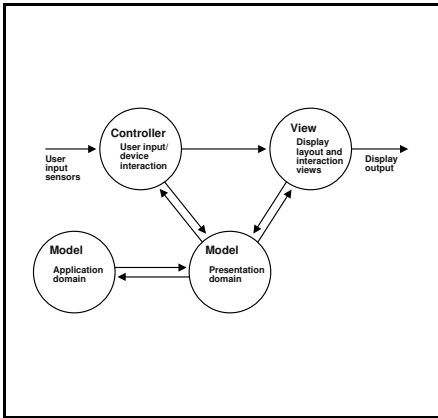 Controller
User input/
device
interaction
View
Display
layout and
interaction
views
User
input
sensors
Display
output
Model
Application
domain
Model
Presentation
domain